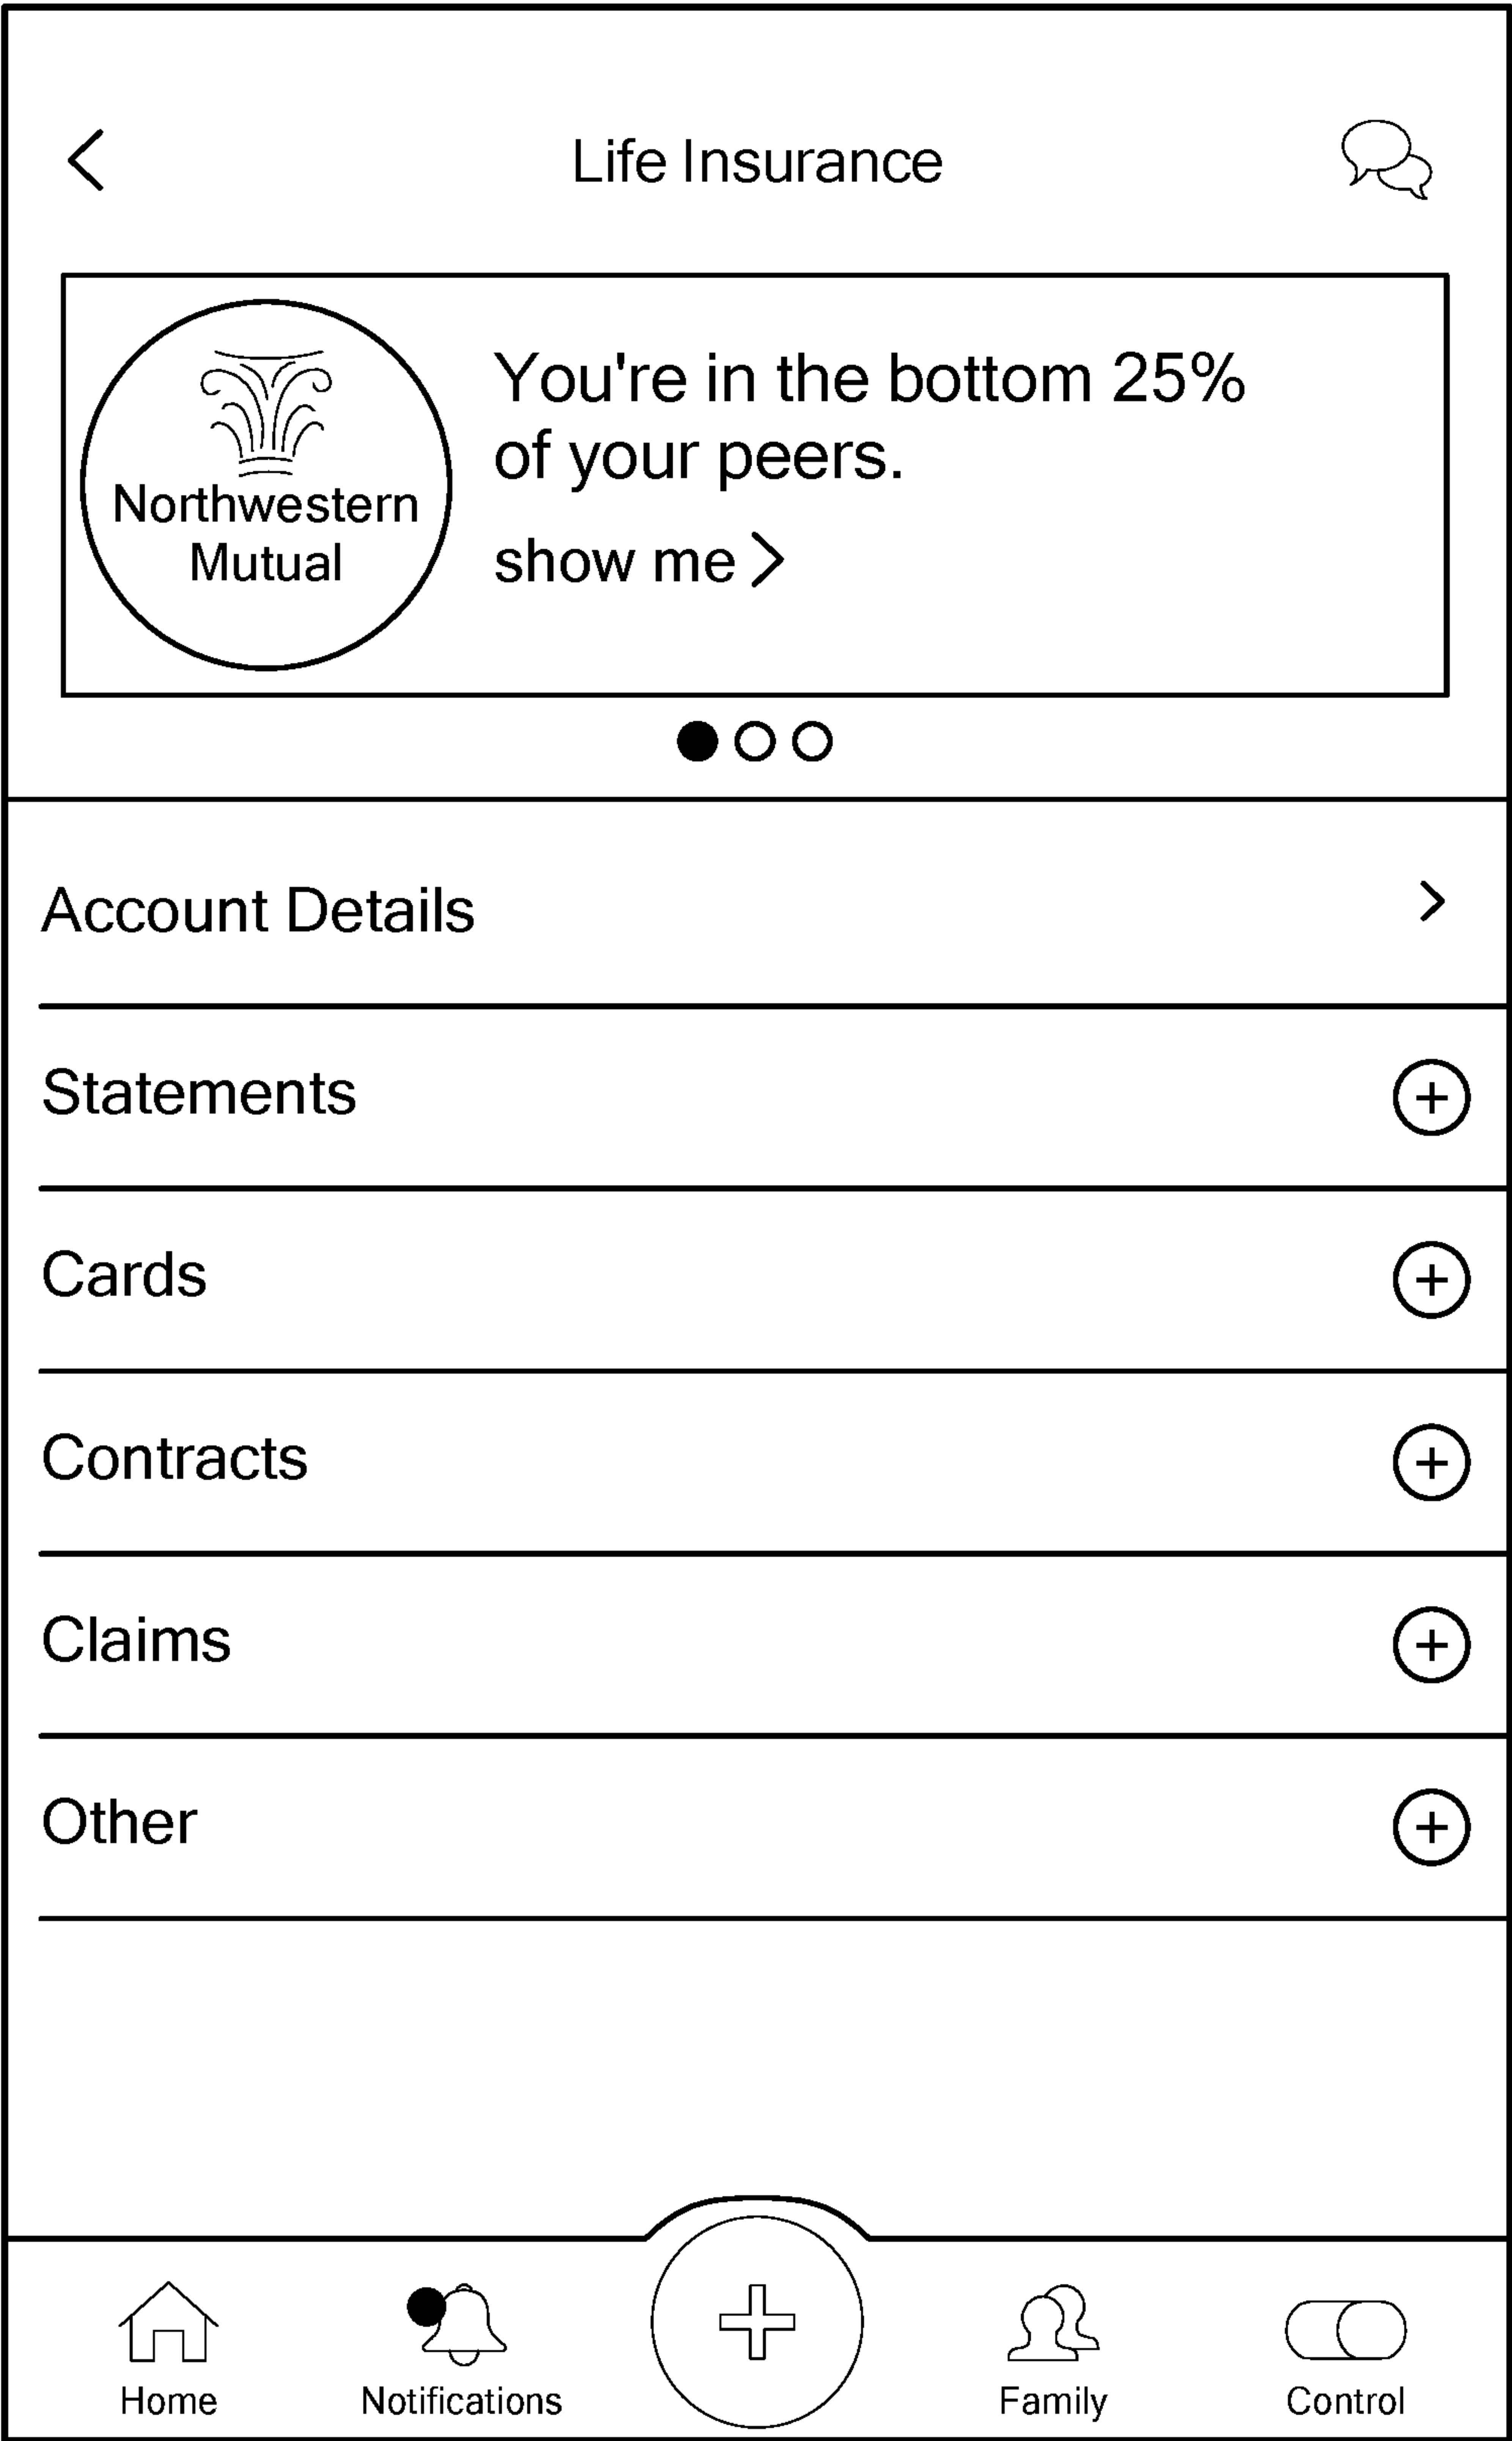 Life Insurance
Northwestern
Mutual
You're in the bottom 25%
of your peers.
show me
Account Details
Statements
Cards
Contracts
Claims
Other
Home
Notifications
Family
Control